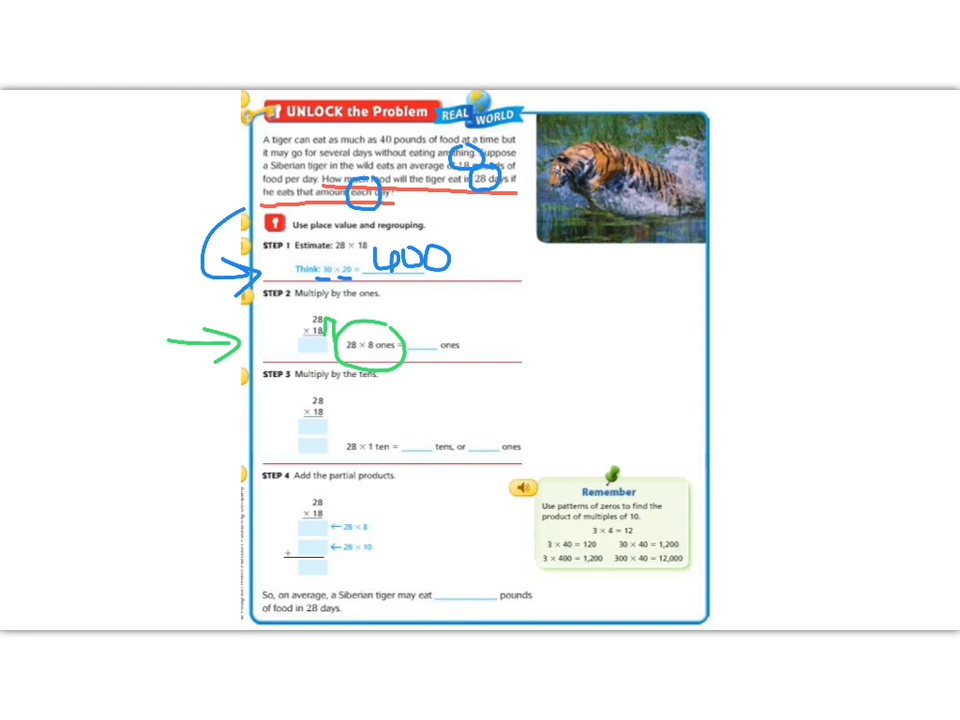 UNLOCK the Problem REAL WORLD
A tiger can eat as much as 40 pounds of food at a time but
it may go for several days without eating anything. Suppose
a Siberian tiger in the wild eats an average of 18 pounds of
food per day. How much food will the tiger eat in 28 days if
he eats that amount each day?
Use place value and regrouping.
STEP 1 Estimate: 28 × 18
Think: 30 × 20 = 400
STEP 2 Multiply by the ones.
28
× 18
28 × 8 ones = ______ ones
STEP 3 Multiply by the tens.
28
× 18
28 × 1 ten = ______ tens, or ______ ones
STEP 4 Add the partial products.
28
× 18
← 28 × 8
+ ← 28 × 10
So, on average, a Siberian tiger may eat ____________ pounds
of food in 28 days.
Remember
Use patterns of zeros to find the
product of multiples of 10.
3 × 4 = 12
3 × 40 = 120 30 × 40 = 1,200
3 × 400 = 1,200 300 × 40 = 12,000